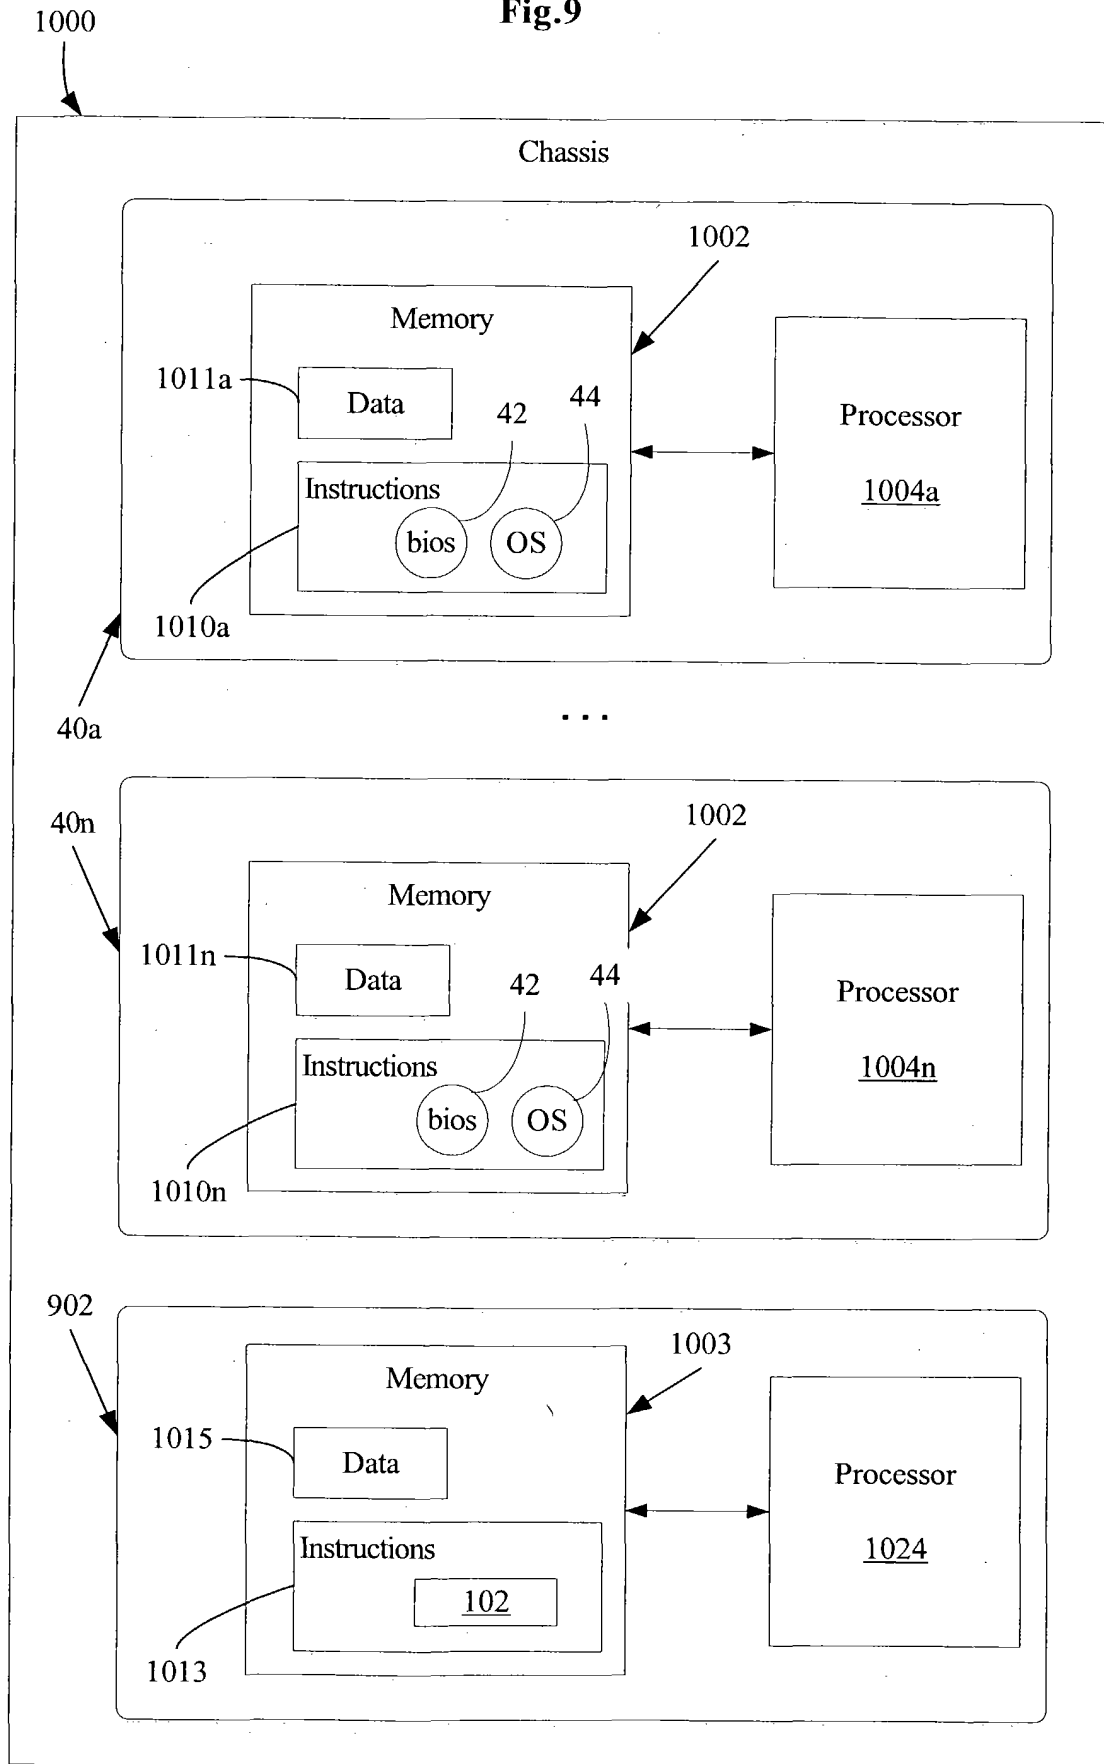 Fig.9
1000
Chassis
1002
Memory
1011a
Data
42
44
Processor
1004a
Instructions
bios
OS
1010a
40a
...
40n
1002
Memory
1011n
Data
42
44
Processor
1004n
Instructions
bios
OS
1010n
902
1003
Memory
1015
Data
Processor
1024
Instructions
102
1013